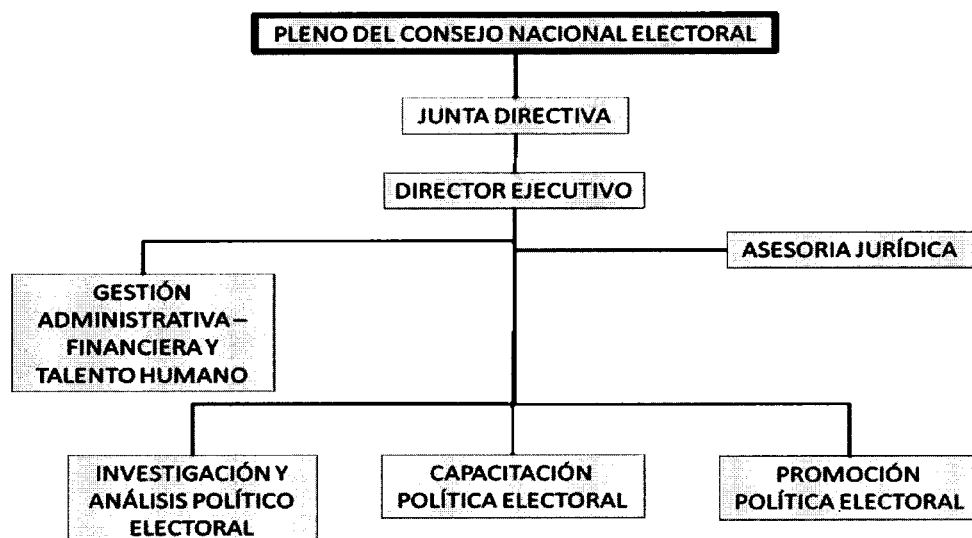 PLENO DEL CONSEJO NACIONAL ELECTORAL
JUNTA DIRECTIVA
DIRECTOR EJECUTIVO
ASESORIA JURÍDICA
GESTIÓN
ADMINISTRATIVA –
FINANCIERA Y
TALENTO HUMANO
INVESTIGACIÓN Y
ANÁLISIS POLÍTICO
ELECTORAL
CAPACITACIÓN
POLÍTICA ELECTORAL
PROMOCIÓN
POLÍTICA ELECTORAL